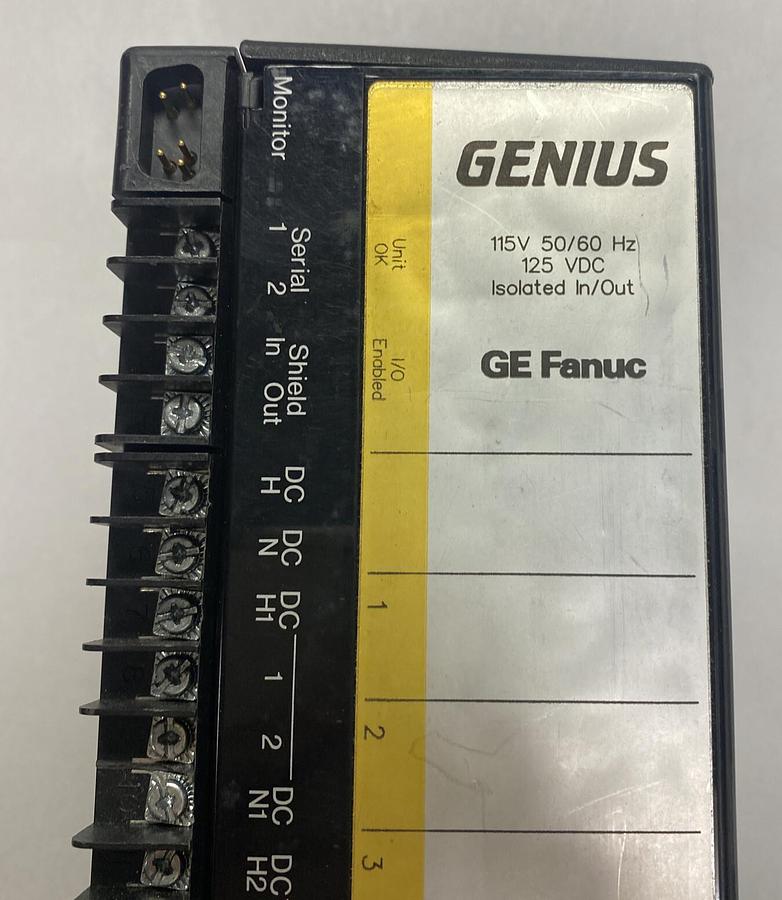 Monitor
Serial
1 2
Shield
In Out
DC
H
DC
N
DC
H1
1
2
DC
N1
DC
H2
Unit
OK
I/O
Enabled
1
2
3
GENIUS
115V 50/60 Hz
125 VDC
Isolated In/Out
GE Fanuc